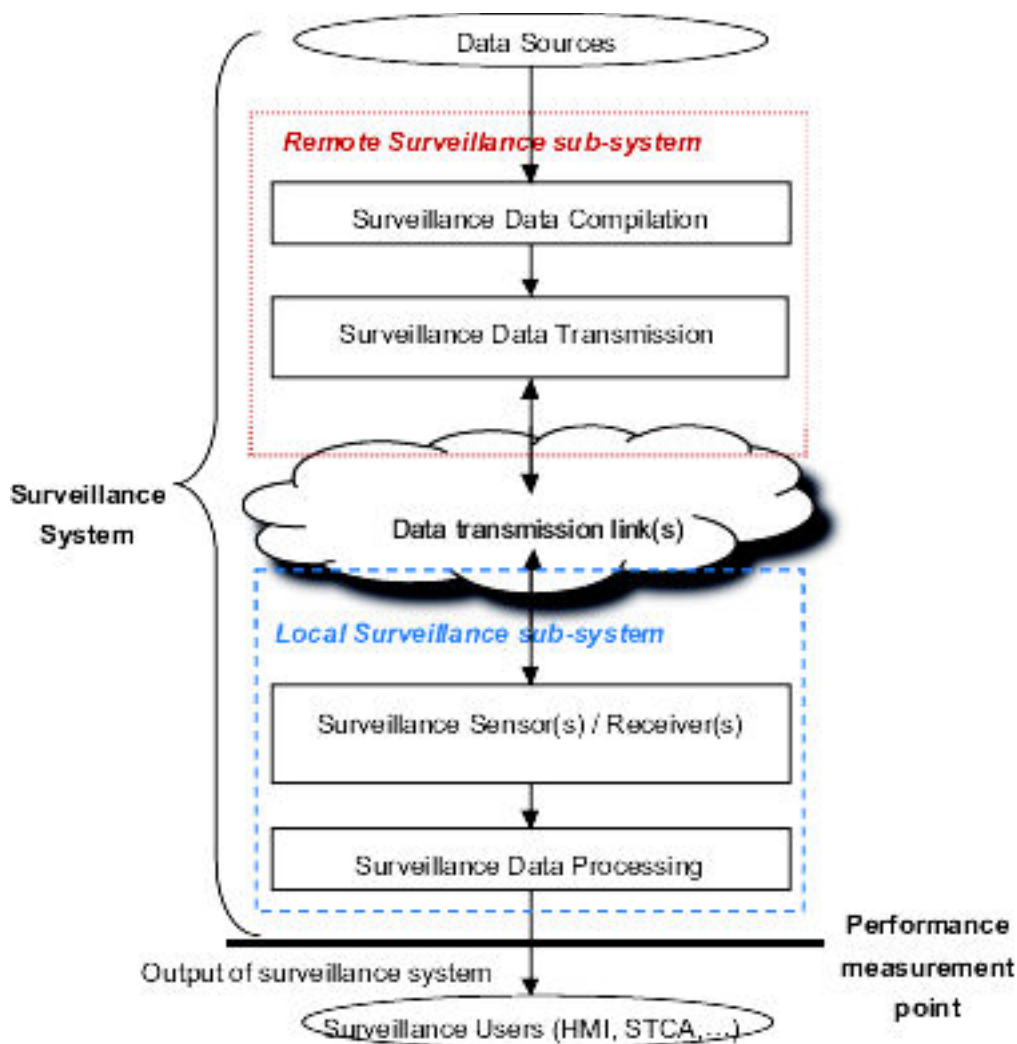 Data Sources
Remote Surveillance sub-system
Surveillance Data Compilation
Surveillance Data Transmission
Surveillance
System
Data transmission link(s)
Local Surveillance sub-system
Surveillance Sensor(s) / Receiver(s)
Surveillance Data Processing
Performance
measurement
point
Output of surveillance system
Surveillance Users (HMI, STCA,...)